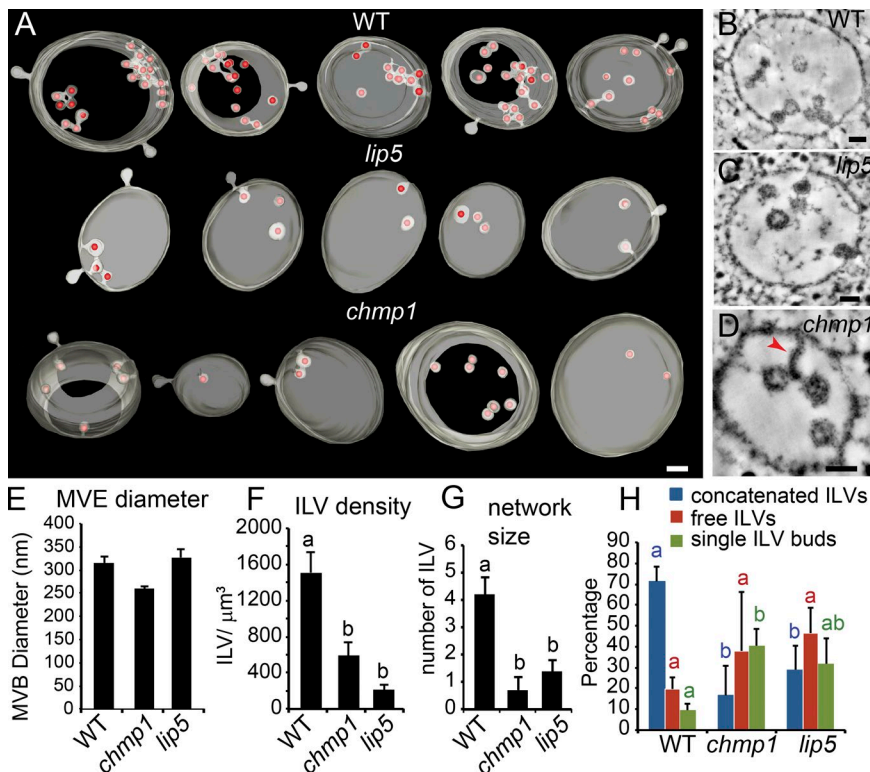 A
WT
lip5
chmp1
B
WT
C
lip5
D
chmp1
E
MVE diameter
MVB Diameter (nm)
400
350
300
250
200
150
100
50
0
WT
chmp1
lip5
F
ILV density
ILV/ µm³
2000
1600
1200
800
400
0
a
b
b
WT
chmp1
lip5
G
network
size
number of ILV
6
5
4
3
2
1
0
a
b
b
WT
chmp1
lip5
H
concatenated ILVs
free ILVs
single ILV buds
Percentage
90
80
70
60
50
40
30
20
10
0
a
a
a
b
a
b
b
a
ab
WT
chmp1
lip5